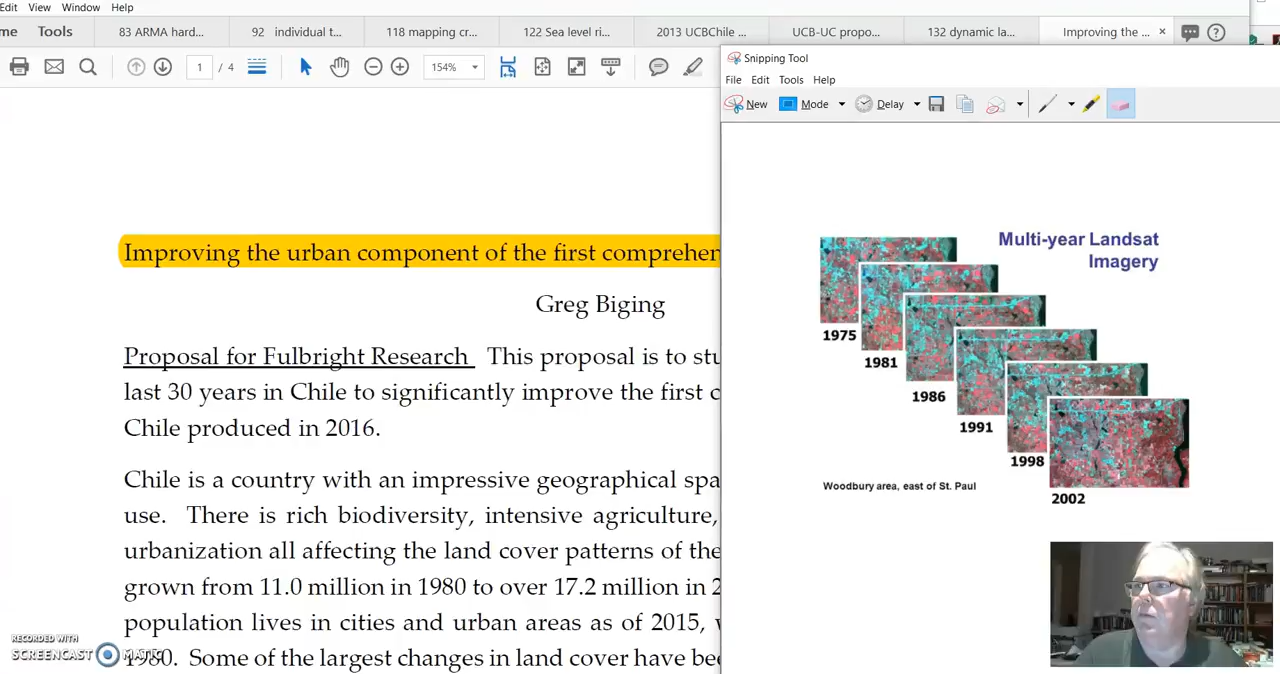 Edit View Window Help
me Tools 83 ARMA hard... 92 individual t... 118 mapping cr... 122 Sea level ri... 2013 UCBChile ... UCB-UC propo... 132 dynamic la... Improving the ... ×
1 / 4 154%
Improving the urban component of the first comprehen
Greg Biging
Proposal for Fulbright Research This proposal is to stu
last 30 years in Chile to significantly improve the first c
Chile produced in 2016.
Chile is a country with an impressive geographical spa
use. There is rich biodiversity, intensive agriculture,
urbanization all affecting the land cover patterns of the
grown from 11.0 million in 1980 to over 17.2 million in 2
population lives in cities and urban areas as of 2015, w
1980. Some of the largest changes in land cover have bee
Snipping Tool
File Edit Tools Help
New Mode Delay
Multi-year Landsat
Imagery
1975
1981
1986
1991
1998
2002
Woodbury area, east of St. Paul
RECORDED WITH
SCREENCAST MATIC